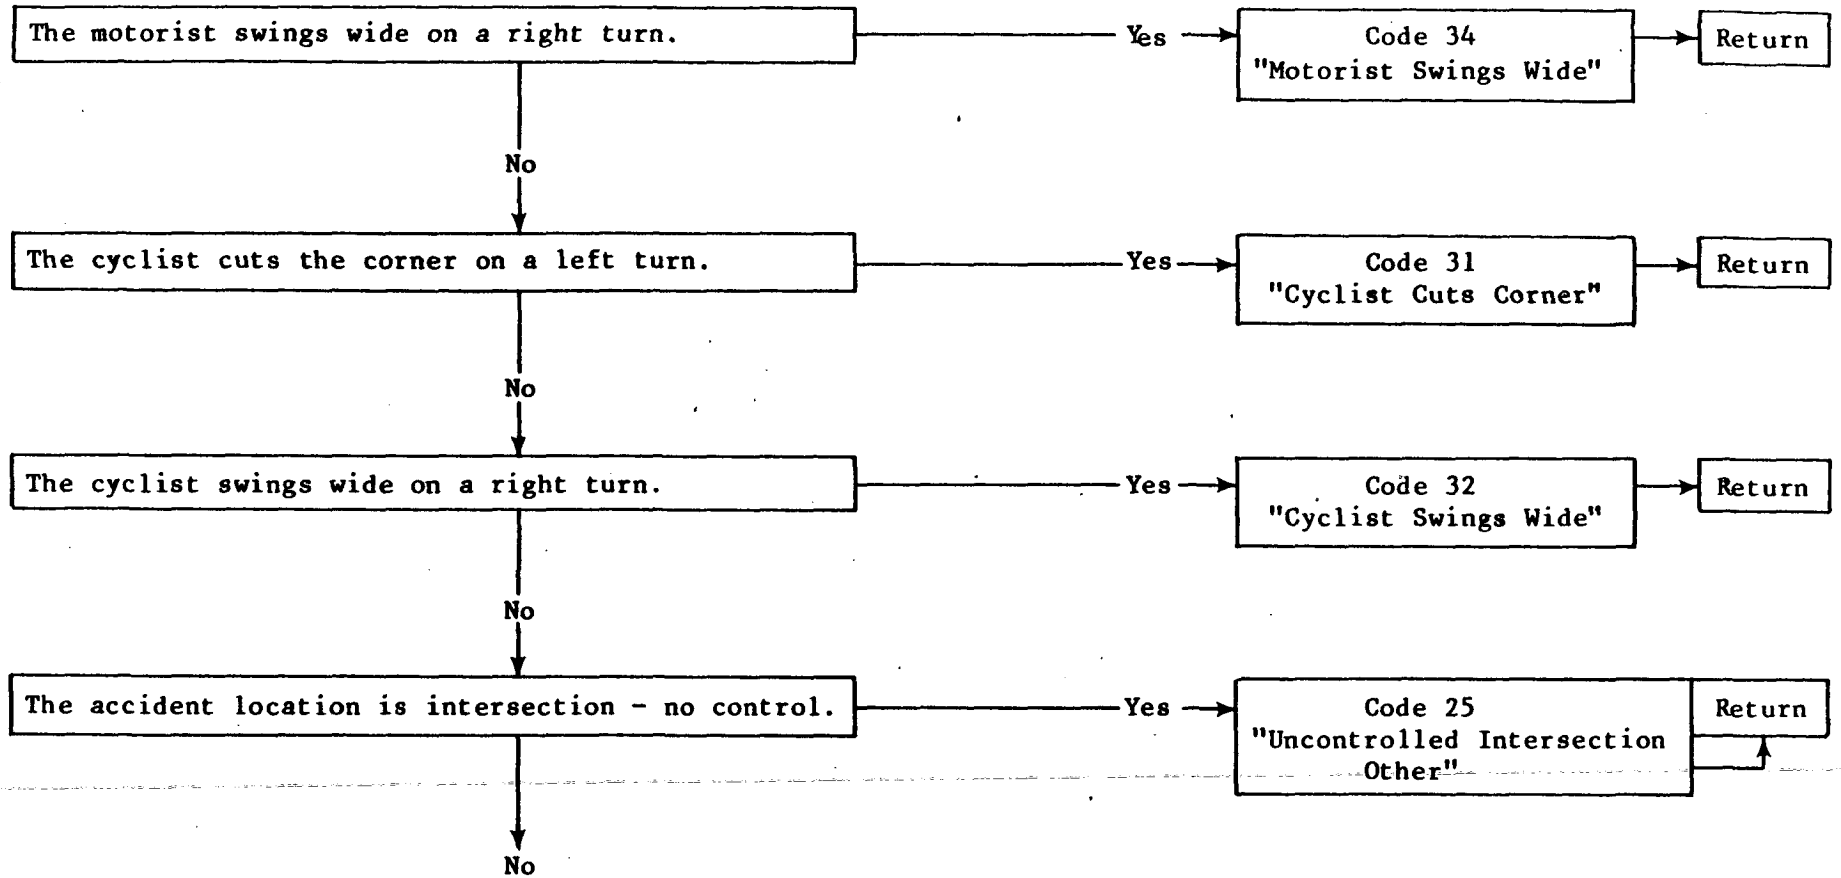 The motorist swings wide on a right turn.
Yes
Code 34
"Motorist Swings Wide"
Return
No
The cyclist cuts the corner on a left turn.
Yes
Code 31
"Cyclist Cuts Corner"
Return
No
The cyclist swings wide on a right turn.
Yes
Code 32
"Cyclist Swings Wide"
Return
No
The accident location is intersection - no control.
Yes
Code 25
"Uncontrolled Intersection
Other"
Return
No